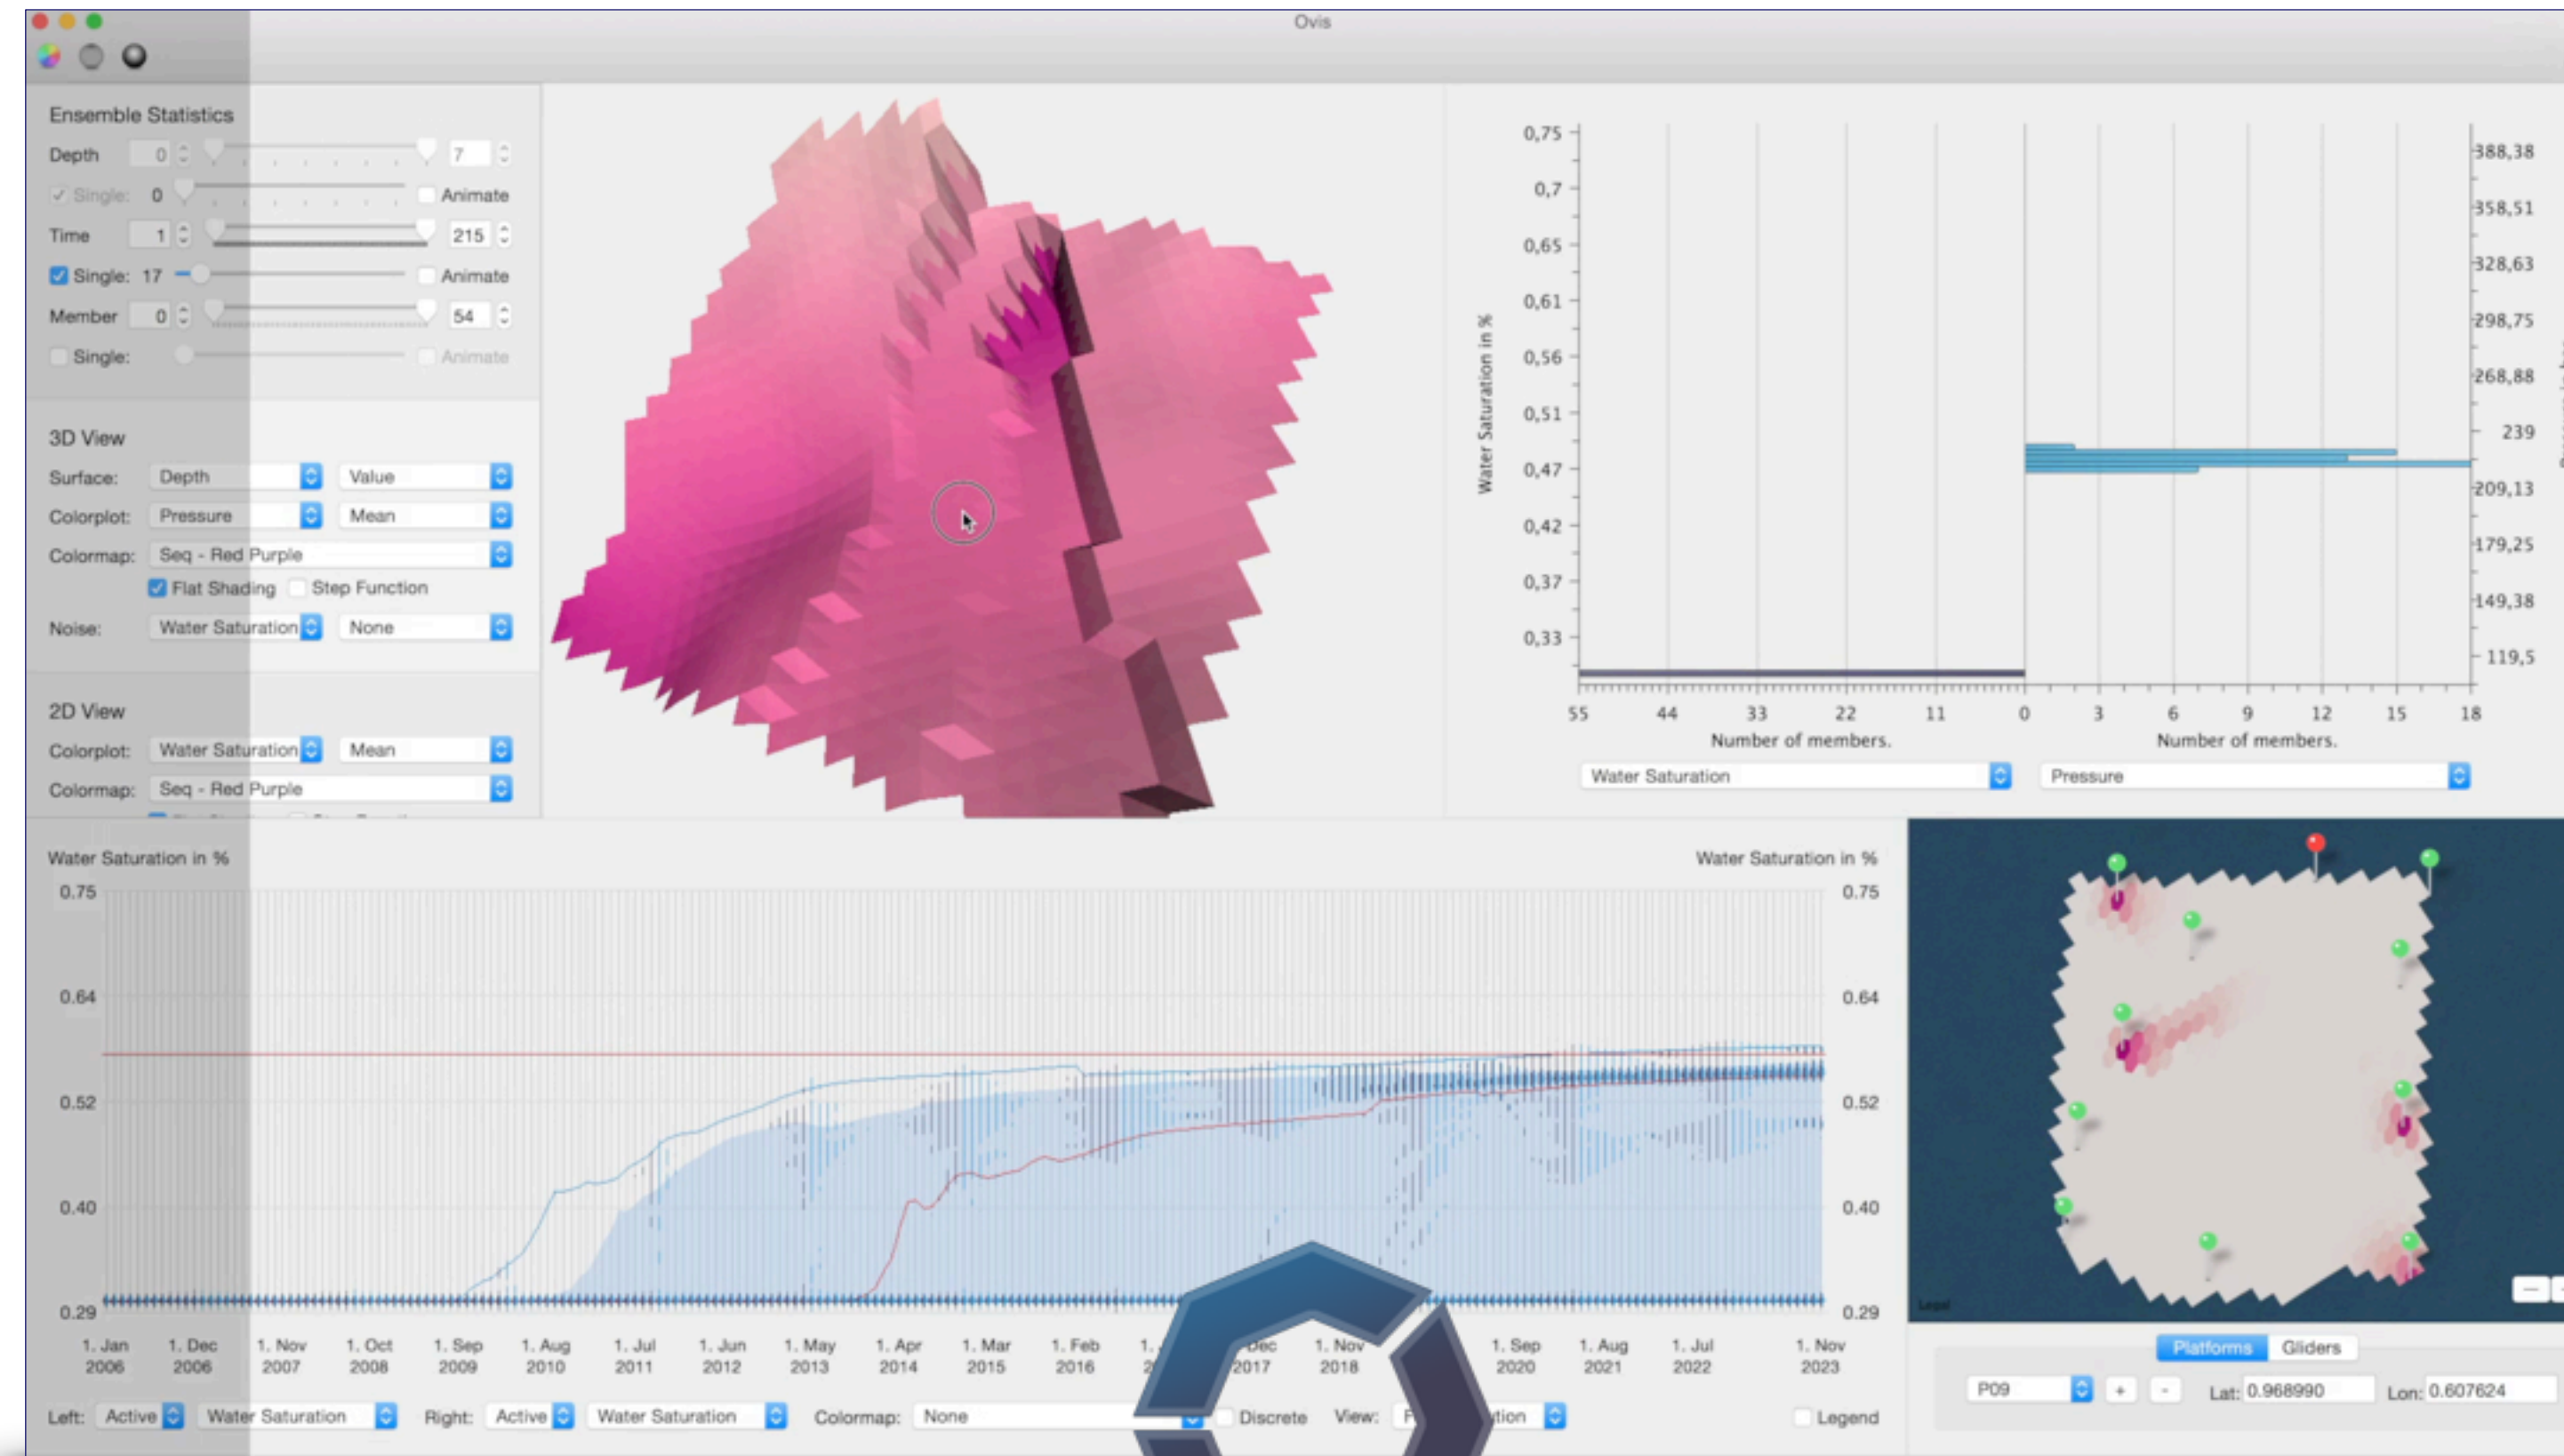 Ovis
Ensemble Statistics
Depth 0 7
Single: 0 Animate
Time 1 215
Single: 17 Animate
Member 0 54
Single: Animate
3D View
Surface: Depth Value
Colorplot: Pressure Mean
Colormap: Seq - Red Purple
Flat Shading Step Function
Noise: Water Saturation None
2D View
Colorplot: Water Saturation Mean
Colormap: Seq - Red Purple
Water Saturation in %
0,75
0,7
0,65
0,61
0,56
0,51
0,47
0,42
0,37
0,33
388,38
358,51
328,63
298,75
268,88
239
209,13
179,25
149,38
119,5
55 44 33 22 11 0 3 6 9 12 15 18
Number of members. Number of members.
Water Saturation Pressure
Water Saturation in % Water Saturation in %
0.75 0.75
0.64 0.64
0.52 0.52
0.40 0.40
0.29 0.29
1. Jan 1. Dec 1. Nov 1. Oct 1. Sep 1. Aug 1. Jul 1. Jun 1. May 1. Apr 1. Mar 1. Feb 1. Dec 1. Nov 1. Sep 1. Aug 1. Jul 1. Nov
2006 2006 2007 2008 2009 2010 2011 2012 2013 2014 2015 2016 2017 2018 2020 2021 2022 2023
Left: Active Water Saturation Right: Active Water Saturation Colormap: None Discrete View: Legend
Legal
Platforms Gliders
P09 + - Lat: 0.968990 Lon: 0.607624